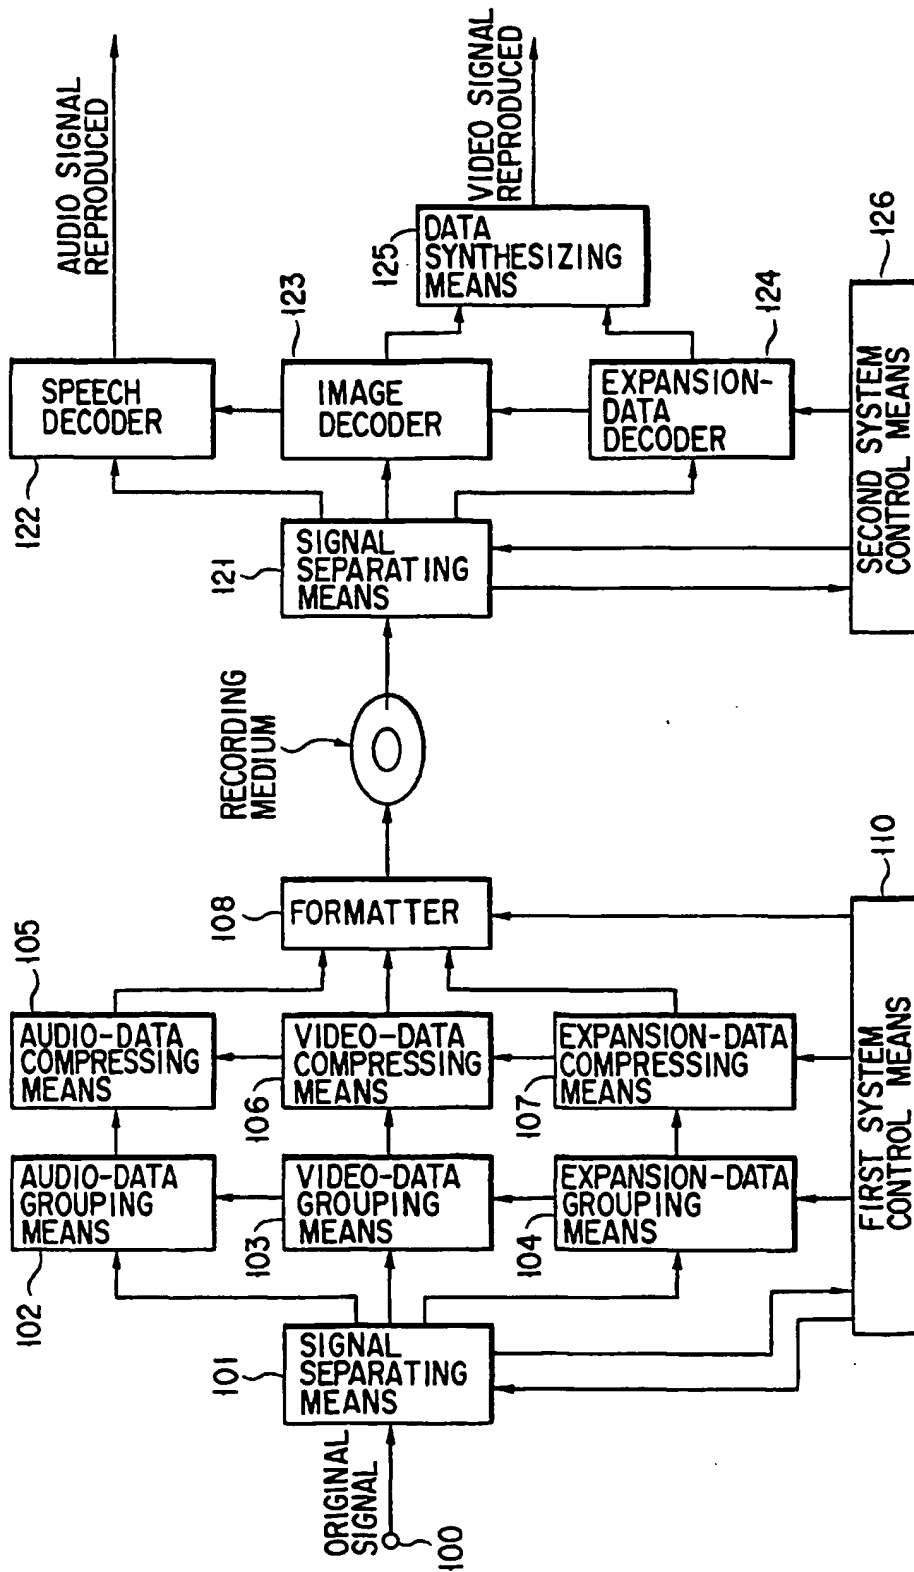 ORIGINAL
SIGNAL
100
101
SIGNAL
SEPARATING
MEANS
102
AUDIO-DATA
GROUPING
MEANS
103
VIDEO-DATA
GROUPING
MEANS
104
EXPANSION-DATA
GROUPING
MEANS
105
AUDIO-DATA
COMPRESSING
MEANS
106
VIDEO-DATA
COMPRESSING
MEANS
107
EXPANSION-DATA
COMPRESSING
MEANS
108
FORMATTER
110
FIRST SYSTEM
CONTROL MEANS
RECORDING
MEDIUM
121
SIGNAL
SEPARATING
MEANS
122
SPEECH
DECODER
123
IMAGE
DECODER
124
EXPANSION-
DATA
DECODER
125
DATA
SYNTHESIZING
MEANS
126
SECOND SYSTEM
CONTROL MEANS
AUDIO SIGNAL
REPRODUCED
VIDEO SIGNAL
REPRODUCED